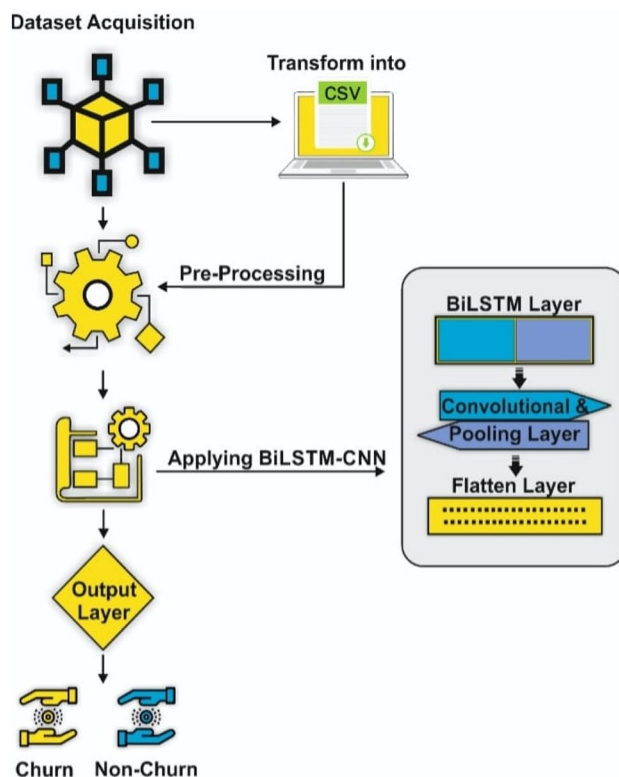 Dataset Acquisition
Transform into
CSV
Pre-Processing
BiLSTM Layer
Convolutional &
Pooling Layer
Flatten Layer
Applying BiLSTM-CNN
Output
Layer
Churn
Non-Churn